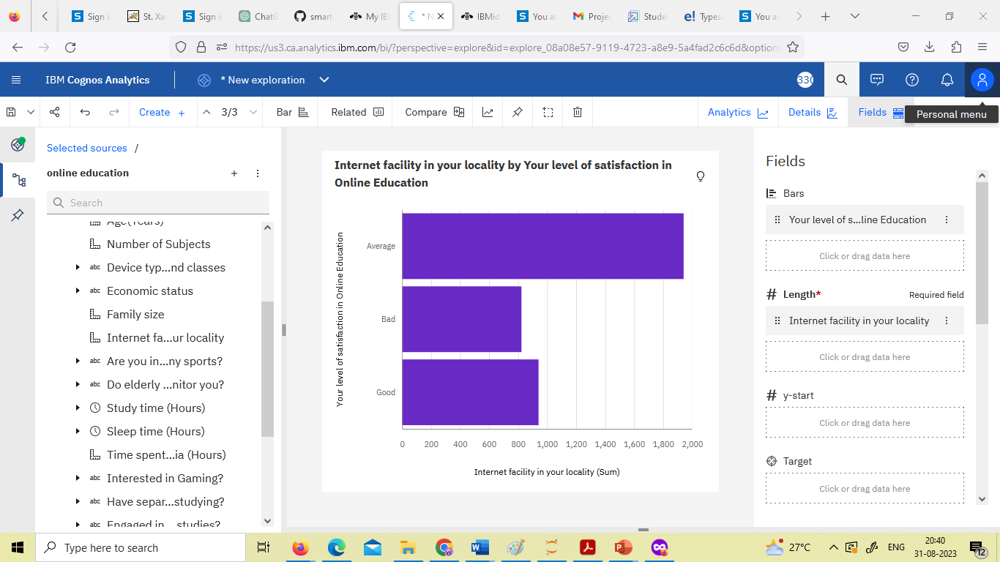 Sign in
St. Xav
Sign in
ChatG
smart
My IB
* N
IBMid
You a
Projec
Stude
Typese
You a
https://us3.ca.analytics.ibm.com/bi/?perspective=explore&id=explore_08a08e57-9119-4723-a8e9-5a4fad2c6c6d&options
IBM Cognos Analytics
* New exploration
330
Create
3/3
Bar
Related
Compare
Analytics
Details
Fields
Personal menu
Selected sources /
online education
Search
Age(Years)
Number of Subjects
abc Device typ...nd classes
abc Economic status
Family size
Internet fa...ur locality
abc Are you in...ny sports?
abc Do elderly ...nitor you?
Study time (Hours)
Sleep time (Hours)
Time spent...ia (Hours)
abc Interested in Gaming?
abc Have separ...studying?
abc Engaged in... studies?
Internet facility in your locality by Your level of satisfaction in
Online Education
Your level of satisfaction in Online Education
Average
Bad
Good
0 200 400 600 800 1,000 1,200 1,400 1,600 1,800 2,000
Internet facility in your locality (Sum)
Fields
Bars
Your level of s...line Education
Click or drag data here
# Length*
Required field
Internet facility in your locality
Click or drag data here
# y-start
Click or drag data here
Target
Click or drag data here
Type here to search
27°C
ENG
20:40
31-08-2023
12